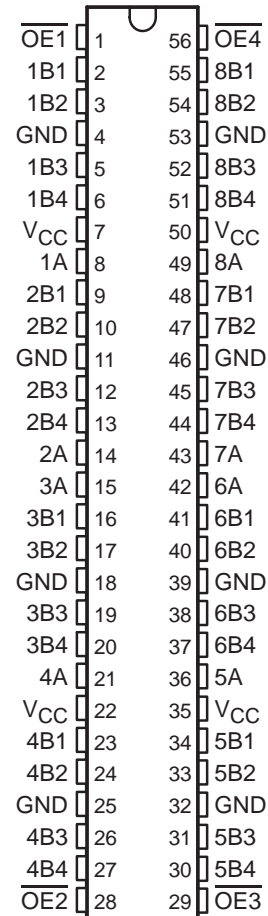 O̅E̅1̅ 1 56 O̅E̅4̅
1B1 2 55 8B1
1B2 3 54 8B2
GND 4 53 GND
1B3 5 52 8B3
1B4 6 51 8B4
VCC 7 50 VCC
1A 8 49 8A
2B1 9 48 7B1
2B2 10 47 7B2
GND 11 46 GND
2B3 12 45 7B3
2B4 13 44 7B4
2A 14 43 7A
3A 15 42 6A
3B1 16 41 6B1
3B2 17 40 6B2
GND 18 39 GND
3B3 19 38 6B3
3B4 20 37 6B4
4A 21 36 5A
VCC 22 35 VCC
4B1 23 34 5B1
4B2 24 33 5B2
GND 25 32 GND
4B3 26 31 5B3
4B4 27 30 5B4
O̅E̅2̅ 28 29 O̅E̅3̅